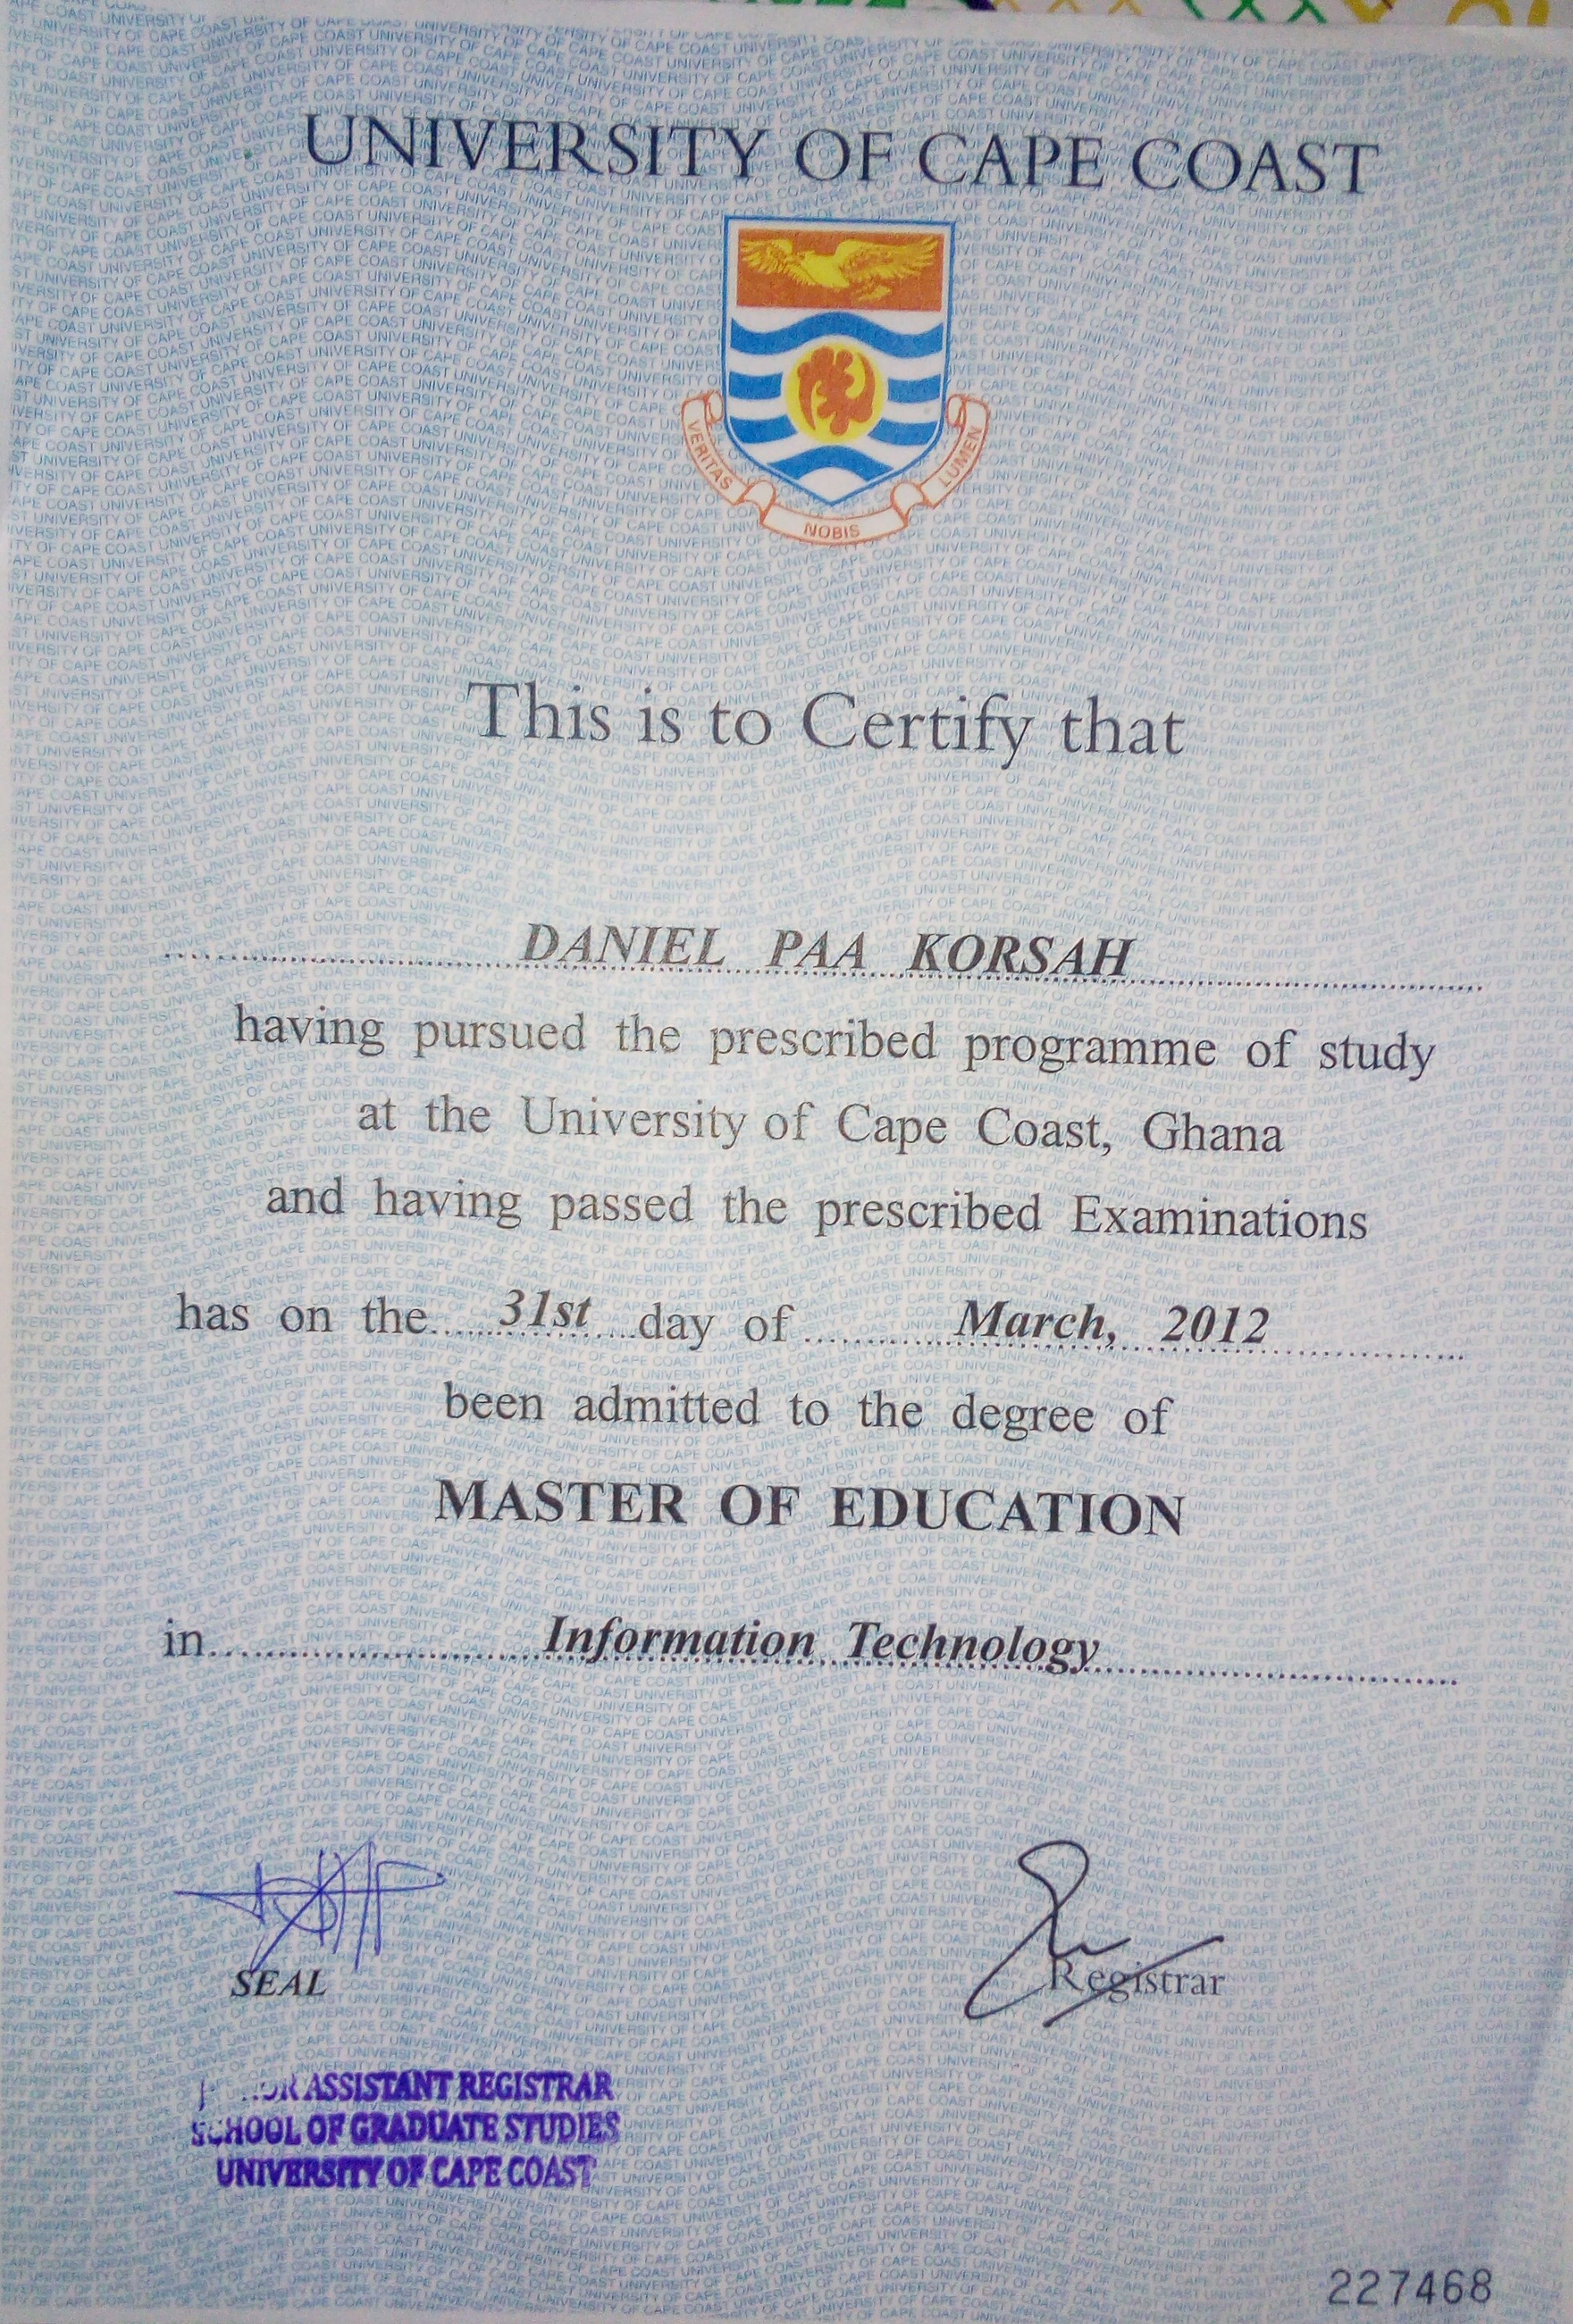 UNIVERSITY OF CAPE COAST
VERITAS NOBIS LUMEN
This is to Certify that
DANIEL PAA KORSAH
having pursued the prescribed programme of study
at the University of Cape Coast, Ghana
and having passed the prescribed Examinations
has on the 31st day of March, 2012
been admitted to the degree of
MASTER OF EDUCATION
in Information Technology
SEAL
Registrar
ASSISTANT REGISTRAR
SCHOOL OF GRADUATE STUDIES
UNIVERSITY OF CAPE COAST
227468